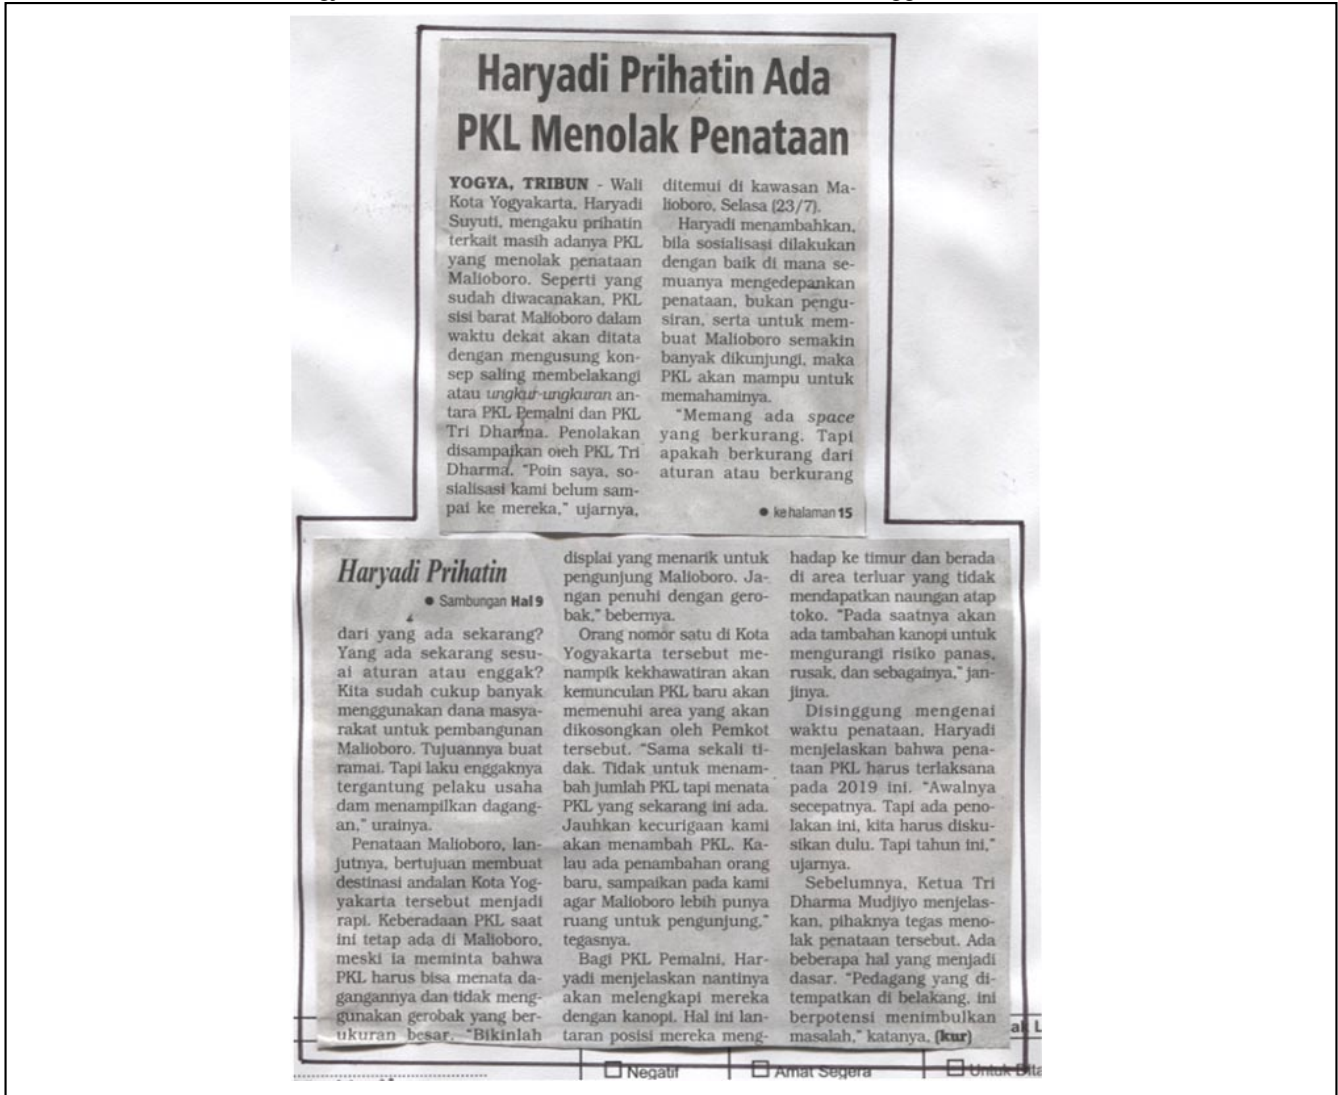 Haryadi Prihatin Ada
PKL Menolak Penataan
YOGYA, TRIBUN - Wali
Kota Yogyakarta, Haryadi
Suyuti, mengaku prihatin
terkait masih adanya PKL
yang menolak penataan
Malioboro. Seperti yang
sudah diwacanakan, PKL
sisi barat Malioboro dalam
waktu dekat akan ditata
dengan mengusung kon-
sep saling membelakangi
atau ungkur-ungkuran an-
tara PKL Pemalni dan PKL
Tri Dharma. Penolakan
disampaikan oleh PKL Tri
Dharma. "Poin saya, so-
sialisasi kami belum sam-
pai ke mereka," ujarnya,
ditemui di kawasan Ma-
lioboro, Selasa (23/7).
Haryadi menambahkan,
bila sosialisasi dilakukan
dengan baik di mana se-
muanya mengedepankan
penataan, bukan pengu-
siran, serta untuk mem-
buat Malioboro semakin
banyak dikunjungi, maka
PKL akan mampu untuk
memahaminya.
"Memang ada space
yang berkurang. Tapi
apakah berkurang dari
aturan atau berkurang
● ke halaman 15
Haryadi Prihatin
● Sambungan Hal 9
dari yang ada sekarang?
Yang ada sekarang sesu-
ai aturan atau enggak?
Kita sudah cukup banyak
menggunakan dana masya-
rakat untuk pembangunan
Malioboro. Tujuannya buat
ramai. Tapi laku enggaknya
tergantung pelaku usaha
dam menampilkan dagang-
an," urainya.
Penataan Malioboro, lan-
jutnya, bertujuan membuat
destinasi andalan Kota Yog-
yakarta tersebut menjadi
rapi. Keberadaan PKL saat
ini tetap ada di Malioboro,
meski ia meminta bahwa
PKL harus bisa menata da-
gangannya dan tidak meng-
gunakan gerobak yang ber-
ukuran besar. "Bikinlah
displai yang menarik untuk
pengunjung Malioboro. Ja-
ngan penuhi dengan gero-
bak," bebernya.
Orang nomor satu di Kota
Yogyakarta tersebut me-
nampik kekhawatiran akan
kemunculan PKL baru akan
memenuhi area yang akan
dikosongkan oleh Pemkot
tersebut. "Sama sekali ti-
dak. Tidak untuk menam-
bah jumlah PKL tapi menata
PKL yang sekarang ini ada.
Jauhkan kecurigaan kami
akan menambah PKL. Ka-
lau ada penambahan orang
baru, sampaikan pada kami
agar Malioboro lebih punya
ruang untuk pengunjung,"
tegasnya.
Bagi PKL Pemalni, Har-
yadi menjelaskan nantinya
akan melengkapi mereka
dengan kanopi. Hal ini lan-
taran posisi mereka meng-
hadap ke timur dan berada
di area terluar yang tidak
mendapatkan naungan atap
toko. "Pada saatnya akan
ada tambahan kanopi untuk
mengurangi risiko panas,
rusak, dan sebagainya," jan-
jinya.
Disinggung mengenai
waktu penataan, Haryadi
menjelaskan bahwa pena-
taan PKL harus terlaksana
pada 2019 ini. "Awalnya
secepatnya. Tapi ada peno-
lakan ini, kita harus disku-
sikan dulu. Tapi tahun ini,"
ujarnya.
Sebelumnya, Ketua Tri
Dharma Mudjiyo menjelas-
kan, pihaknya tegas meno-
lak penataan tersebut. Ada
beberapa hal yang menjadi
dasar. "Pedagang yang di-
tempatkan di belakang, ini
berpotensi menimbulkan
masalah," katanya. (kur)
Negatif
Amat Segera
Untuk